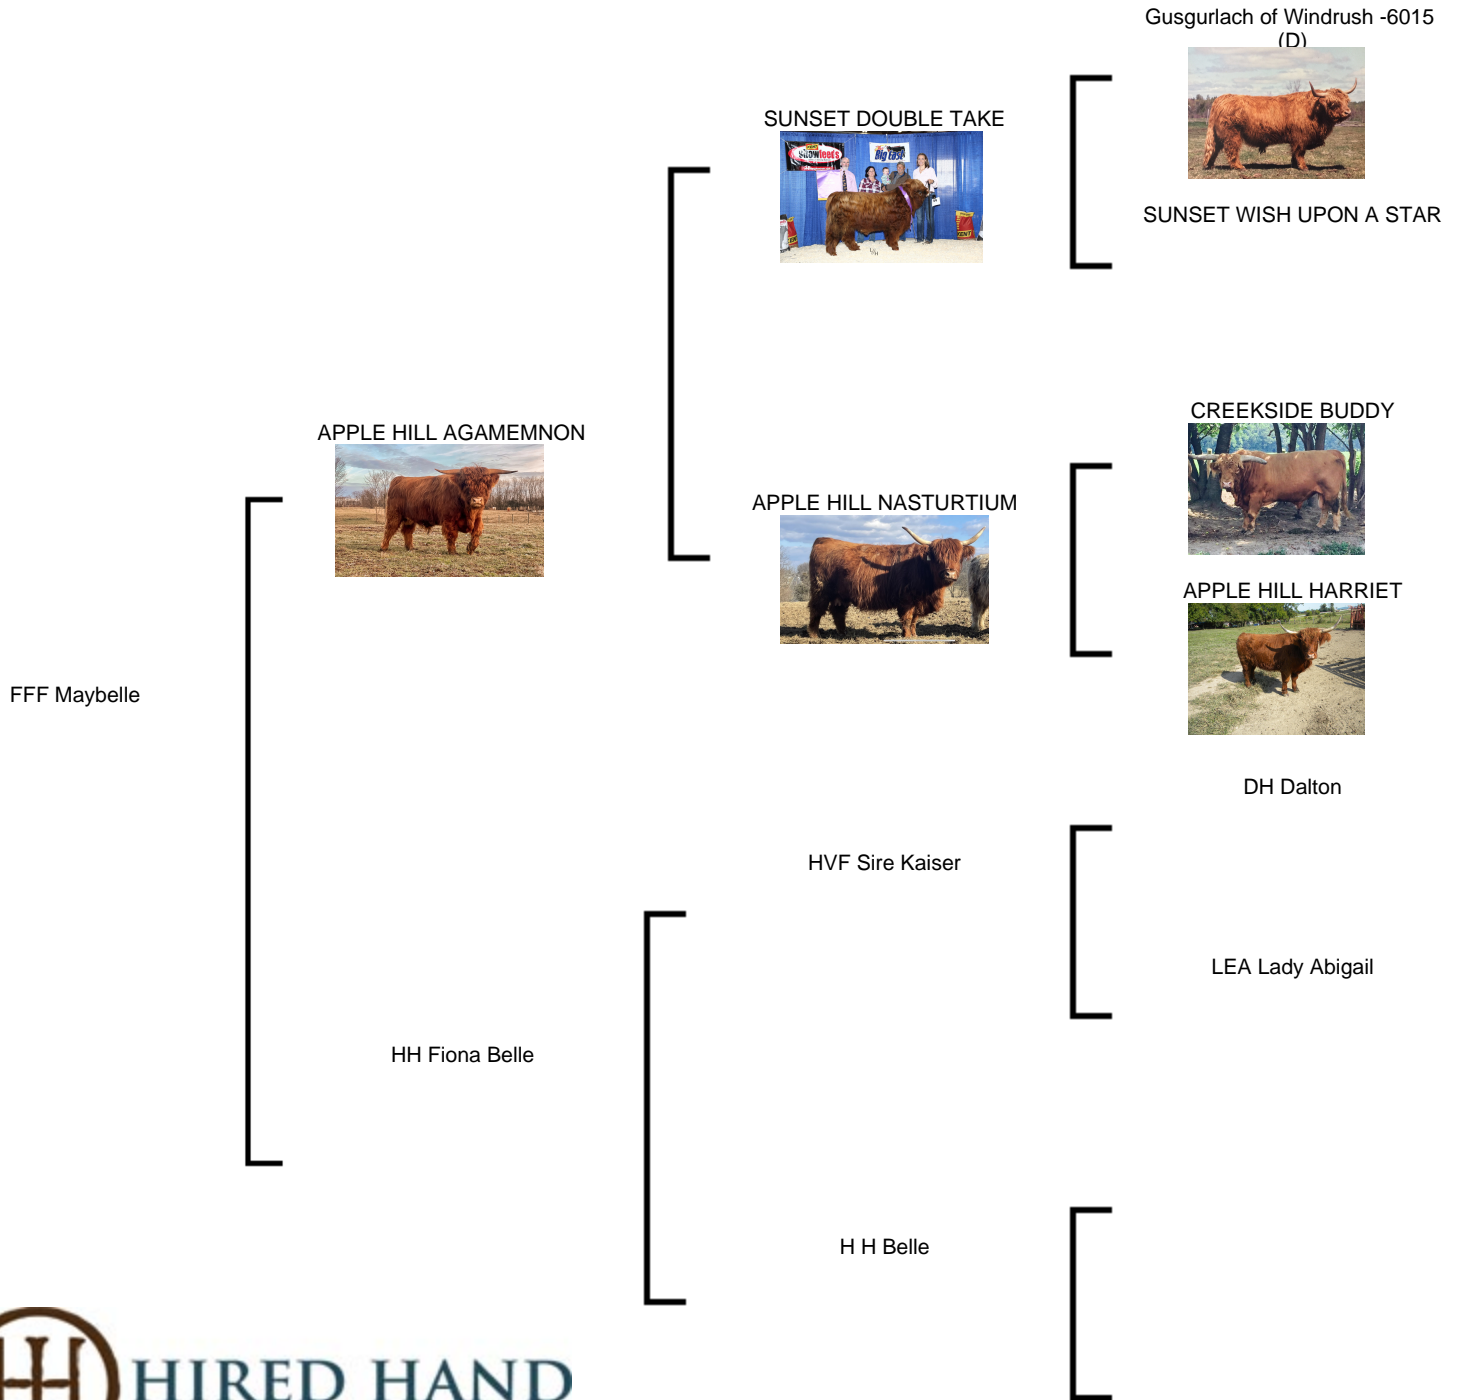 Gusgurlach of Windrush -6015
(D)
SUNSET DOUBLE TAKE
SUNSET WISH UPON A STAR
CREEKSIDE BUDDY
APPLE HILL AGAMEMNON
APPLE HILL NASTURTIUM
APPLE HILL HARRIET
FFF Maybelle
DH Dalton
HVF Sire Kaiser
LEA Lady Abigail
HH Fiona Belle
H H Belle
HIRED HAND